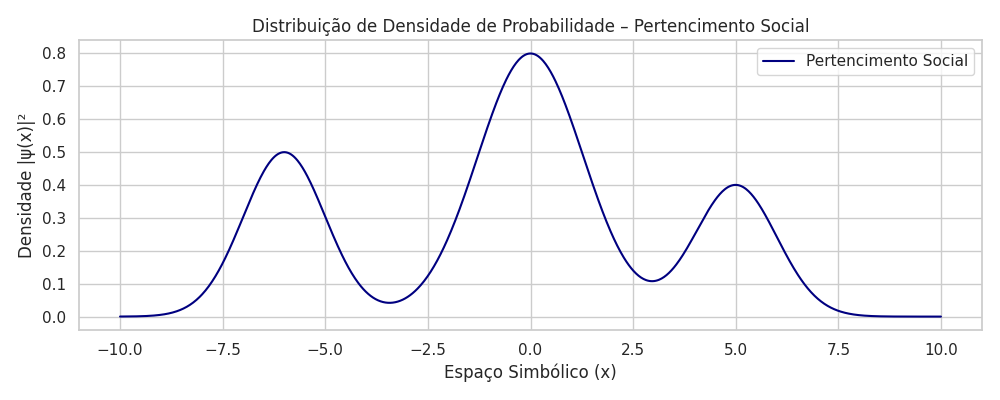 Distribuição de Densidade de Probabilidade – Pertencimento Social
Pertencimento Social
Densidade |ψ(x)|²
0.8
0.7
0.6
0.5
0.4
0.3
0.2
0.1
0.0
−10.0 −7.5 −5.0 −2.5 0.0 2.5 5.0 7.5 10.0
Espaço Simbólico (x)